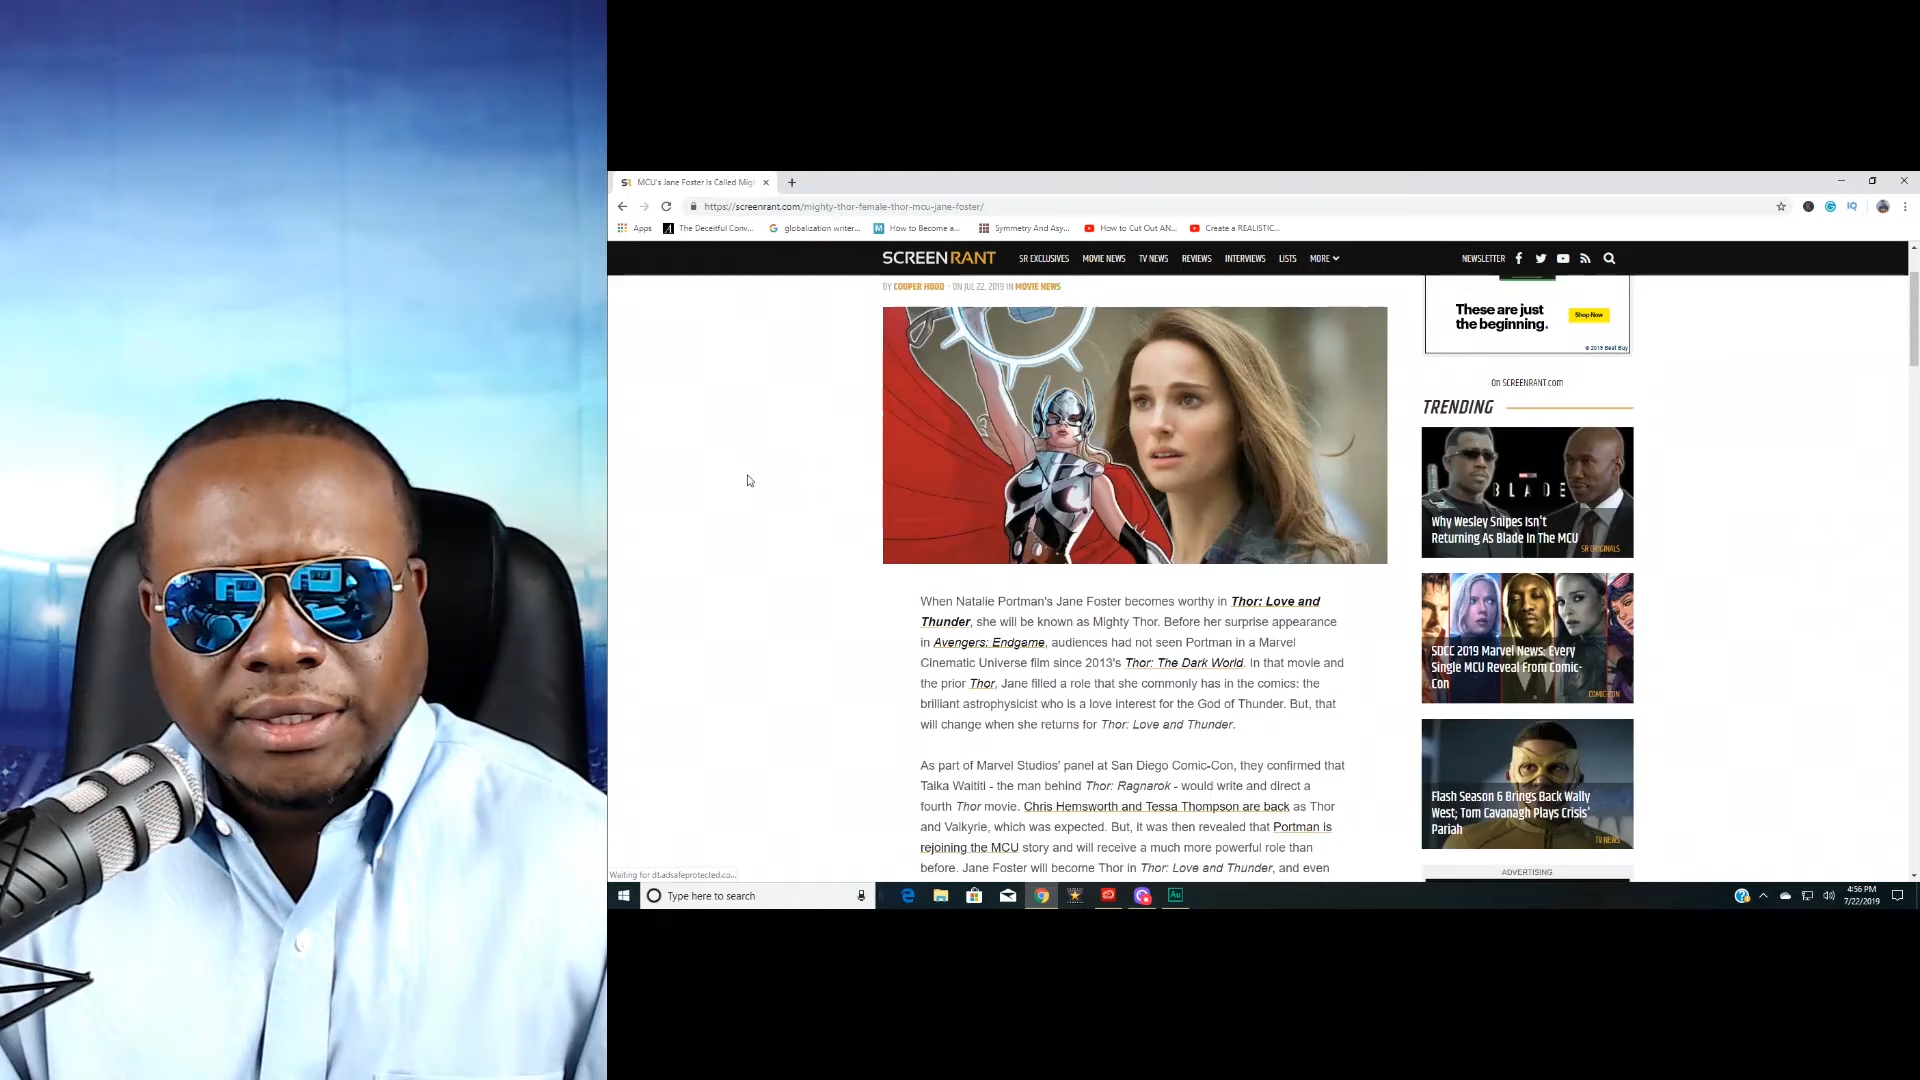 MCU's Jane Foster Is Called Migh
https://screenrant.com/mighty-thor-female-thor-mcu-jane-foster/
Apps
The Deceitful Conv...
globalization writer...
How to Become a...
Symmetry And Asy...
How to Cut Out AN...
Create a REALISTIC...
SCREENRANT
SR EXCLUSIVES
MOVIE NEWS
TV NEWS
REVIEWS
INTERVIEWS
LISTS
MORE
NEWSLETTER
BY COOPER HOOD – ON JUL 22, 2019 IN MOVIE NEWS
When Natalie Portman's Jane Foster becomes worthy in Thor: Love and
Thunder, she will be known as Mighty Thor. Before her surprise appearance
in Avengers: Endgame, audiences had not seen Portman in a Marvel
Cinematic Universe film since 2013's Thor: The Dark World. In that movie and
the prior Thor, Jane filled a role that she commonly has in the comics: the
brilliant astrophysicist who is a love interest for the God of Thunder. But, that
will change when she returns for Thor: Love and Thunder.
As part of Marvel Studios' panel at San Diego Comic-Con, they confirmed that
Taika Waititi - the man behind Thor: Ragnarok - would write and direct a
fourth Thor movie. Chris Hemsworth and Tessa Thompson are back as Thor
and Valkyrie, which was expected. But, it was then revealed that Portman is
rejoining the MCU story and will receive a much more powerful role than
before. Jane Foster will become Thor in Thor: Love and Thunder, and even
These are just
the beginning.
Shop Now
© 2019 Best Buy
On SCREENRANT.com
TRENDING
BLADE
Why Wesley Snipes Isn't
Returning As Blade In The MCU
SR ORIGINALS
SDCC 2019 Marvel News: Every
Single MCU Reveal From Comic-
Con
COMIC-CON
Flash Season 6 Brings Back Wally
West; Tom Cavanagh Plays Crisis'
Pariah
TV NEWS
ADVERTISING
Waiting for dt.adsafeprotected.co...
Type here to search
Au
4:56 PM
7/22/2019